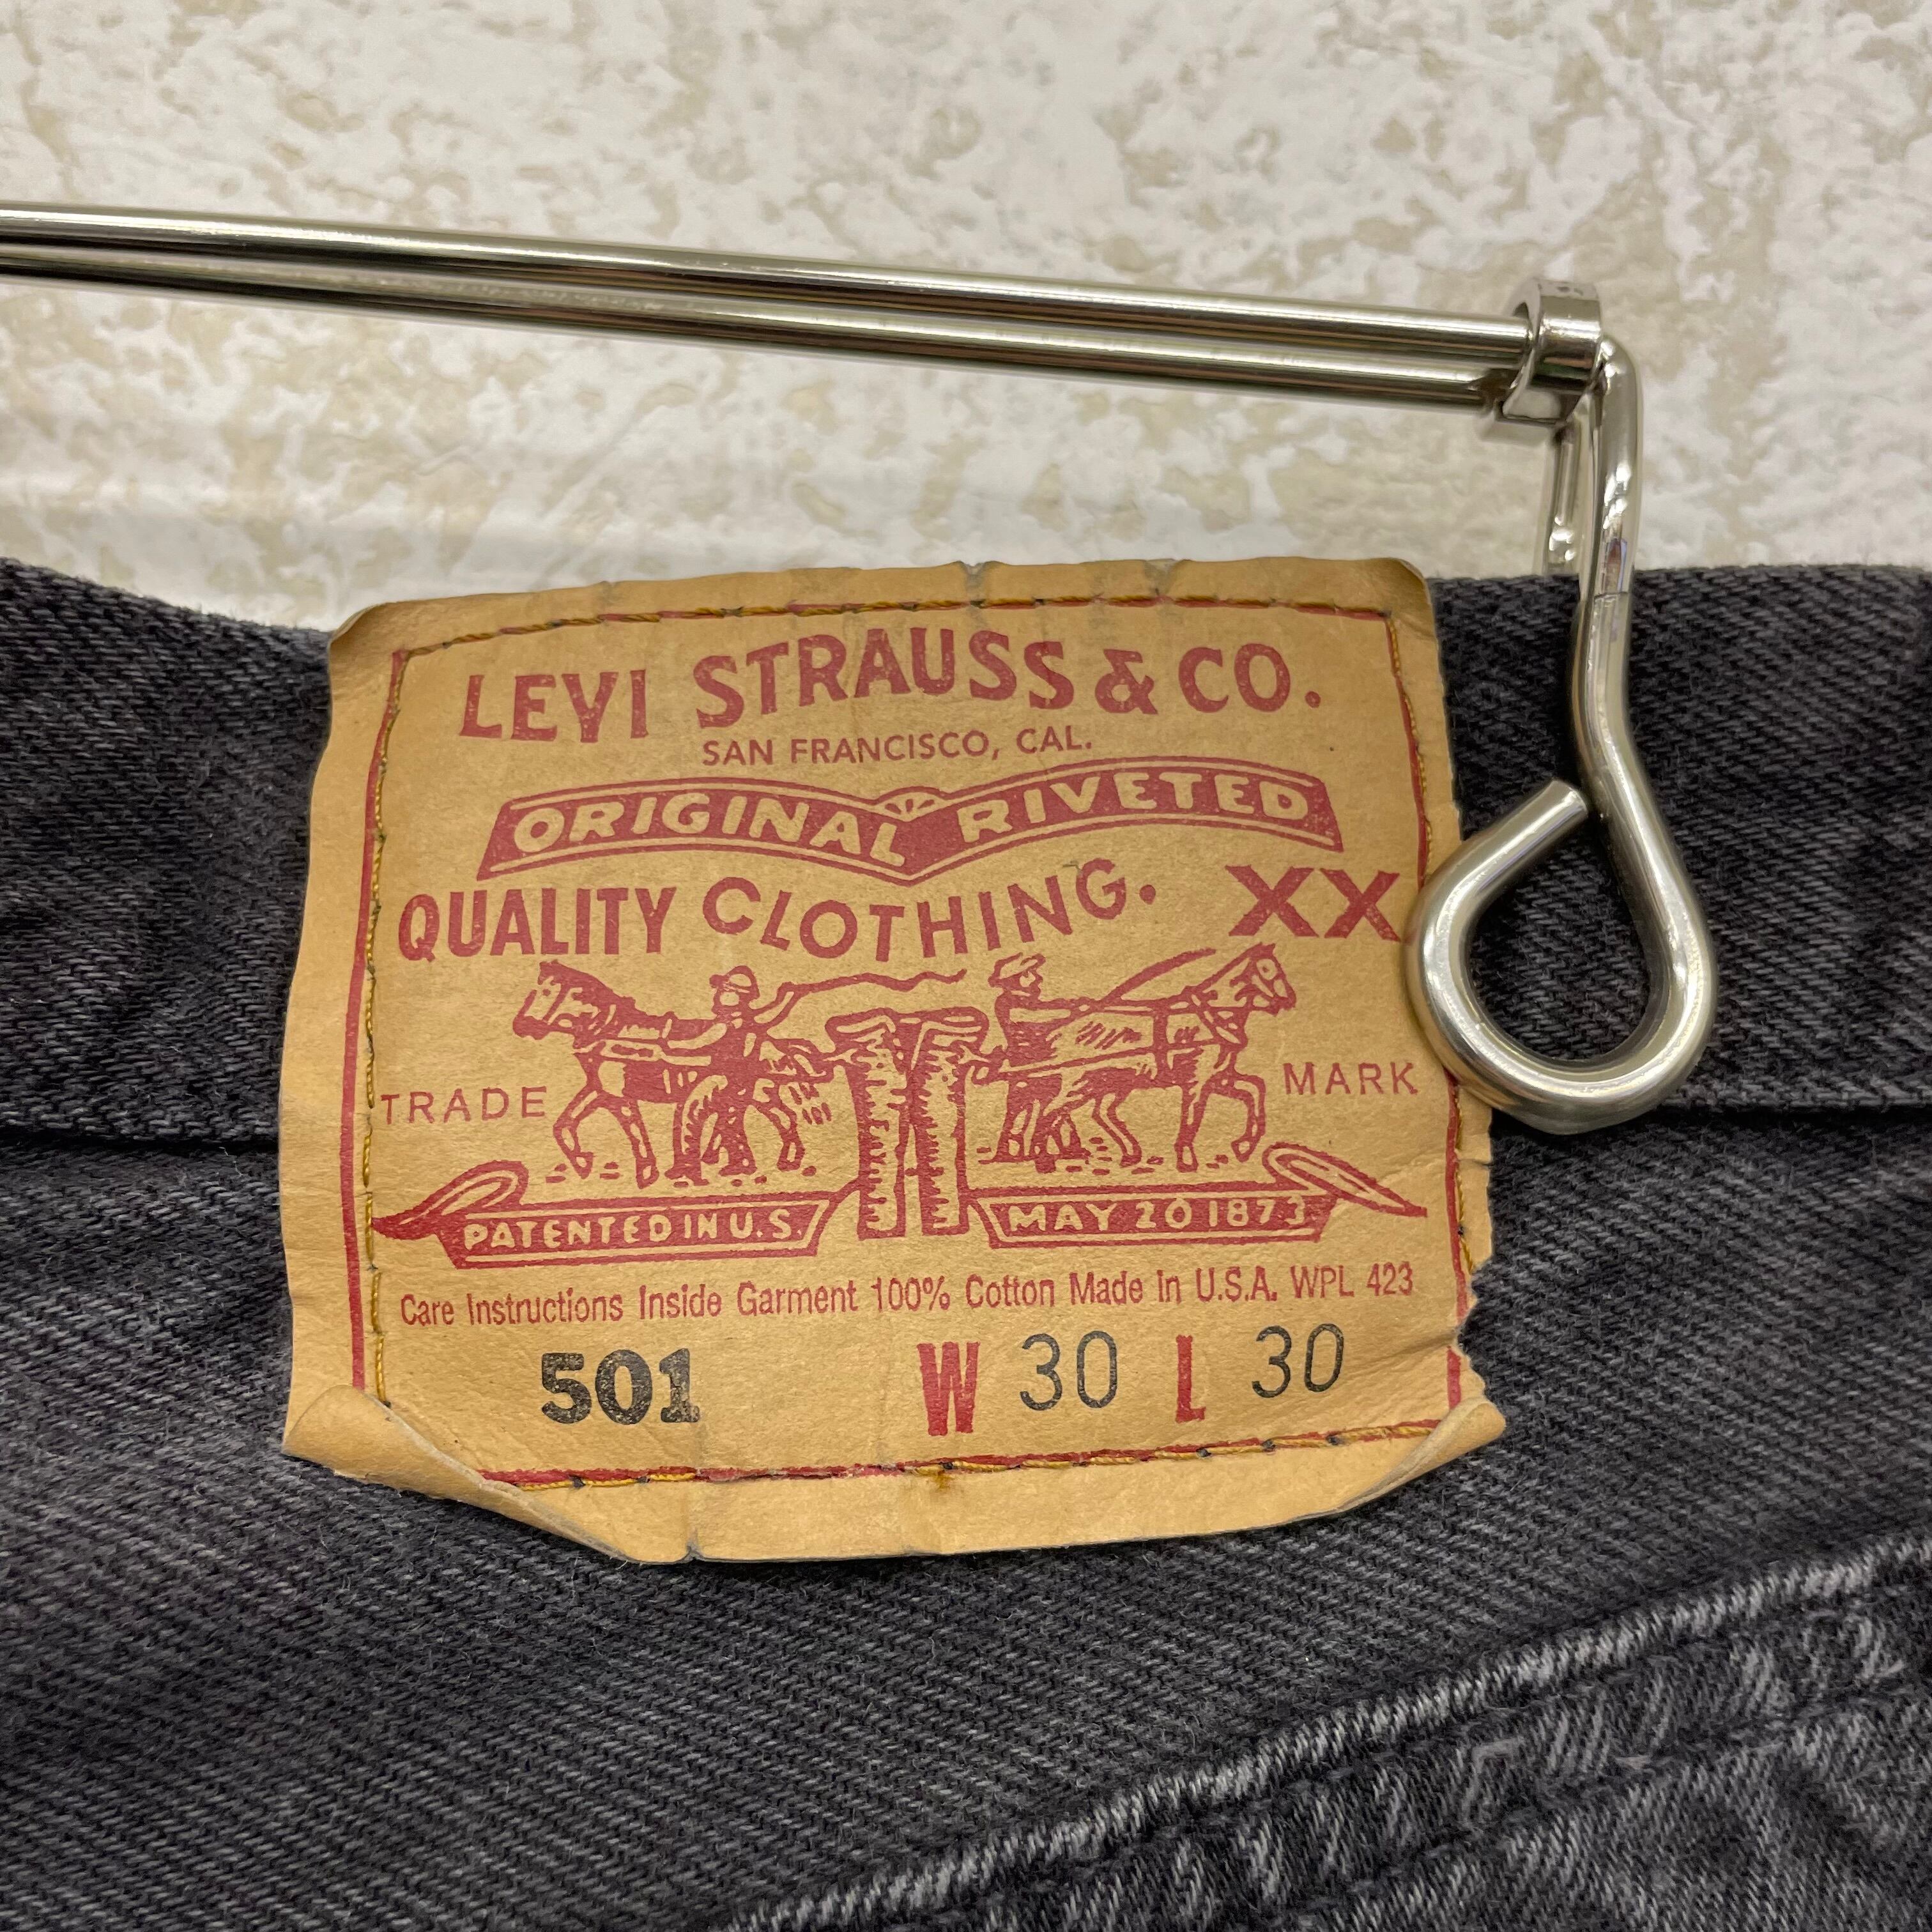 LEVI STRAUSS & CO.
SAN FRANCISCO, CAL.
ORIGINAL RIVETED
QUALITY CLOTHING. XX
TRADE MARK
PATENTED IN U.S. MAY 20 1873
Care Instructions Inside Garment 100% Cotton Made In U.S.A. WPL 423
501 W 30 L 30